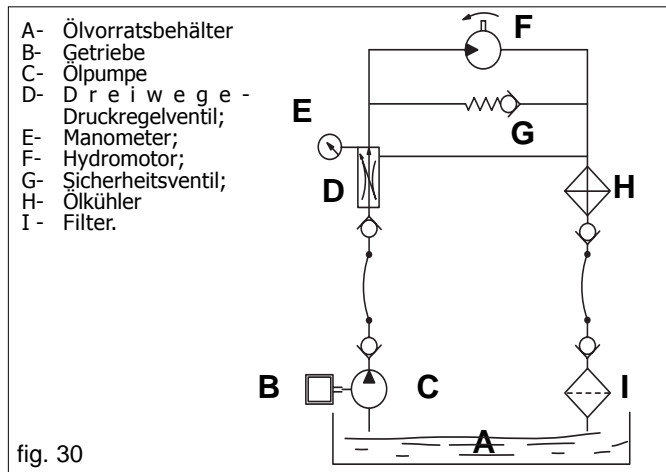 A- Ölvorratsbehälter
B- Getriebe
C- Ölpumpe
D- D r e i w e g e -
Druckregelventil;
E- Manometer;
F- Hydromotor;
G- Sicherheitsventil;
H- Ölkühler
I - Filter.
F
E
G
D
H
B
C
I
A
fig. 30